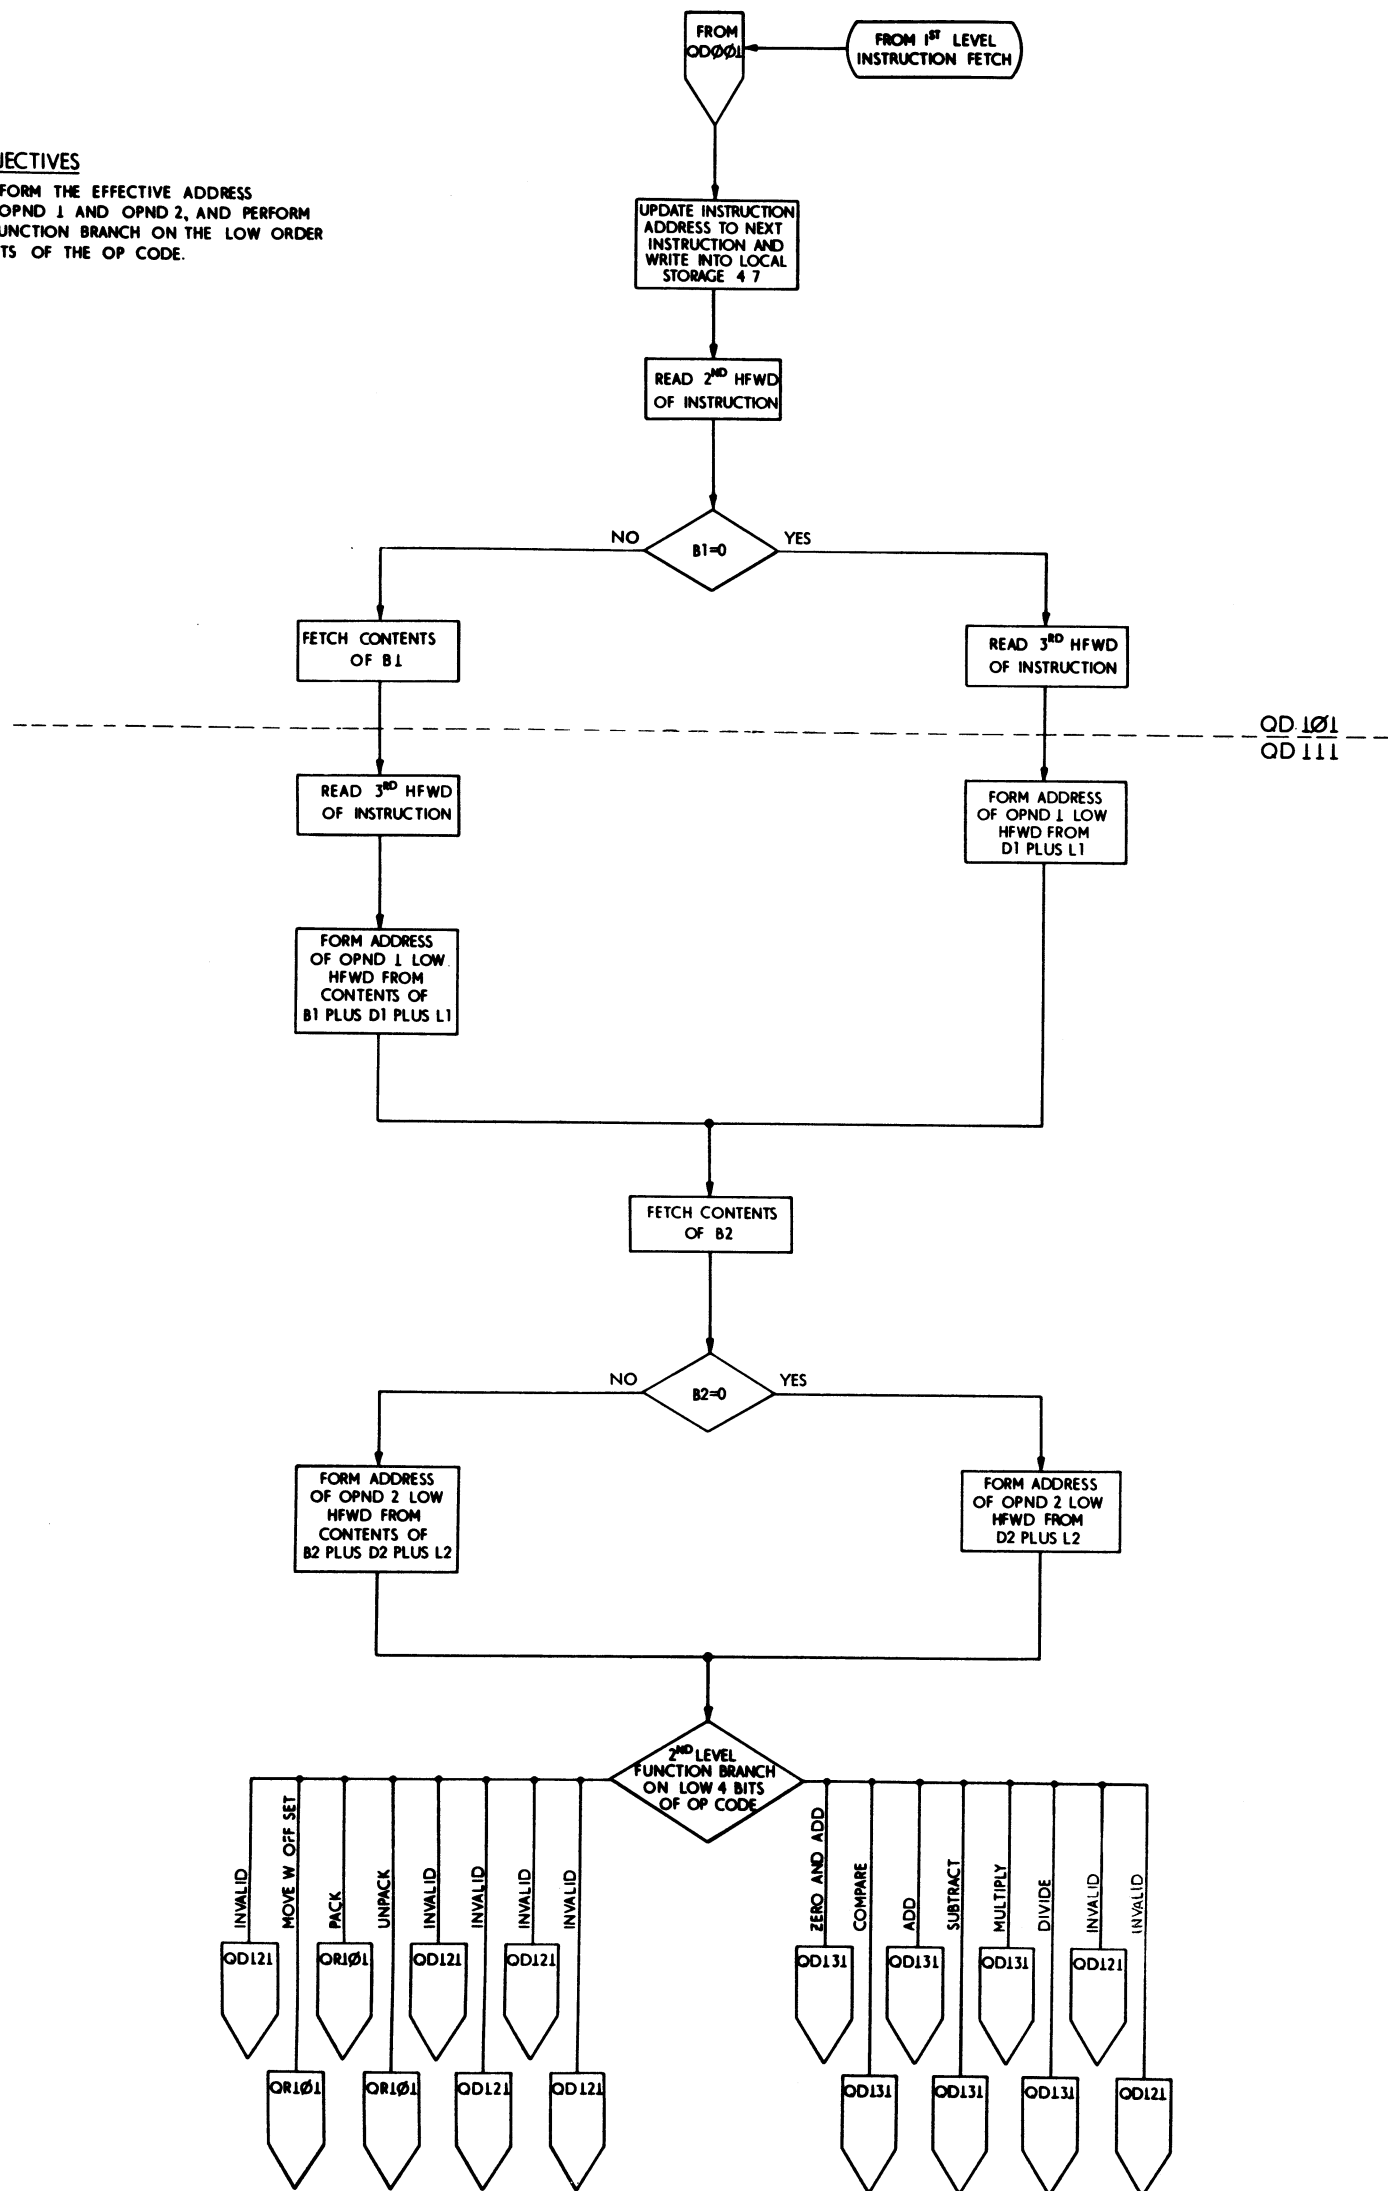 FROM
QDØØ1
FROM 1ST LEVEL
INSTRUCTION FETCH
JECTIVES
FORM THE EFFECTIVE ADDRESS
OPND 1 AND OPND 2, AND PERFORM
UNCTION BRANCH ON THE LOW ORDER
TS OF THE OP CODE.
UPDATE INSTRUCTION
ADDRESS TO NEXT
INSTRUCTION AND
WRITE INTO LOCAL
STORAGE 4 7
READ 2ND HFWD
OF INSTRUCTION
NO
B1=0
YES
FETCH CONTENTS
OF B1
READ 3RD HFWD
OF INSTRUCTION
QD 1Ø1
QD 111
READ 3RD HFWD
OF INSTRUCTION
FORM ADDRESS
OF OPND 1 LOW
HFWD FROM
D1 PLUS L1
FORM ADDRESS
OF OPND 1 LOW
HFWD FROM
CONTENTS OF
B1 PLUS D1 PLUS L1
FETCH CONTENTS
OF B2
NO
B2=0
YES
FORM ADDRESS
OF OPND 2 LOW
HFWD FROM
CONTENTS OF
B2 PLUS D2 PLUS L2
FORM ADDRESS
OF OPND 2 LOW
HFWD FROM
D2 PLUS L2
2ND LEVEL
FUNCTION BRANCH
ON LOW 4 BITS
OF OP CODE
INVALID
MOVE W OFF SET
PACK
UNPACK
INVALID
INVALID
INVALID
INVALID
ZERO AND ADD
COMPARE
ADD
SUBTRACT
MULTIPLY
DIVIDE
INVALID
INVALID
QD121
QR1Ø1
QD121
QD121
QD131
QD131
QD131
QD121
QR1Ø1
QR1Ø1
QD121
QD121
QD131
QD131
QD131
QD121